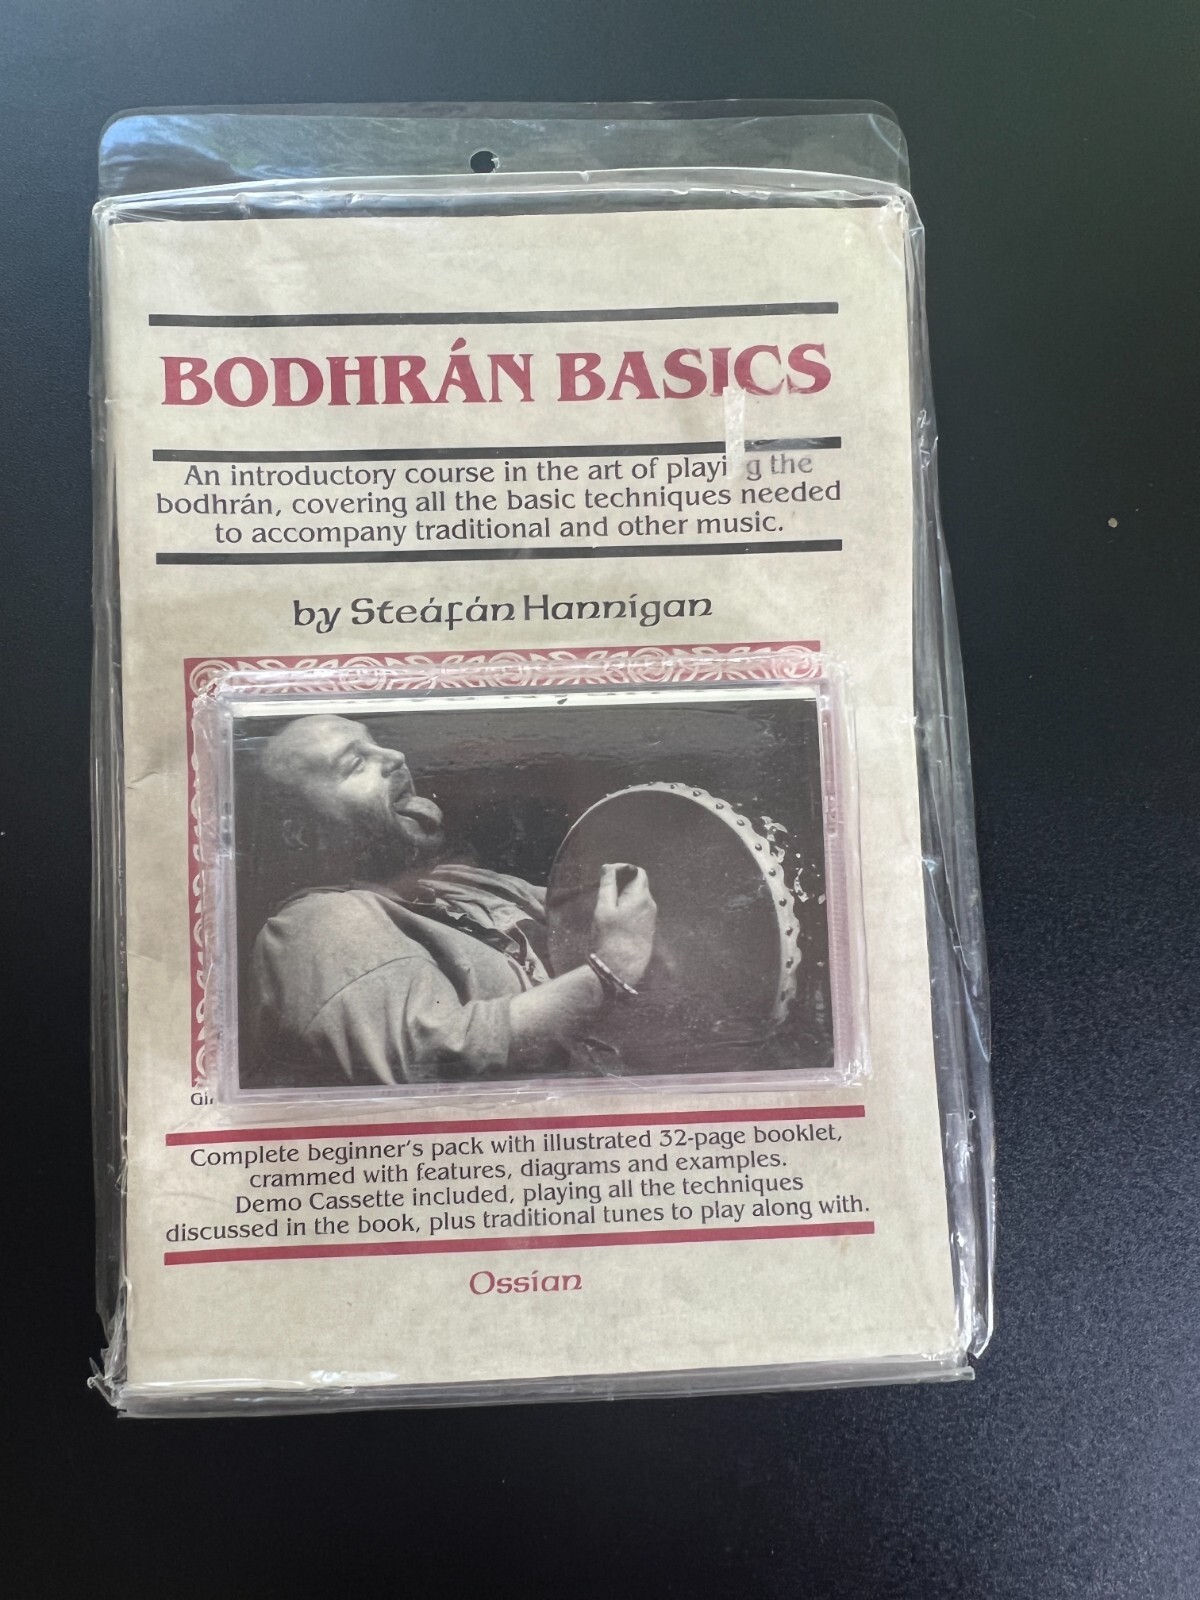 BODHRÁN BASICS
An introductory course in the art of playi g the
bodhrán, covering all the basic techniques needed
to accompany traditional and other music.
by Steáfán Hannigan
Complete beginner's pack with illustrated 32-page booklet,
crammed with features, diagrams and examples.
Demo Cassette included, playing all the techniques
discussed in the book, plus traditional tunes to play along with.
Ossian